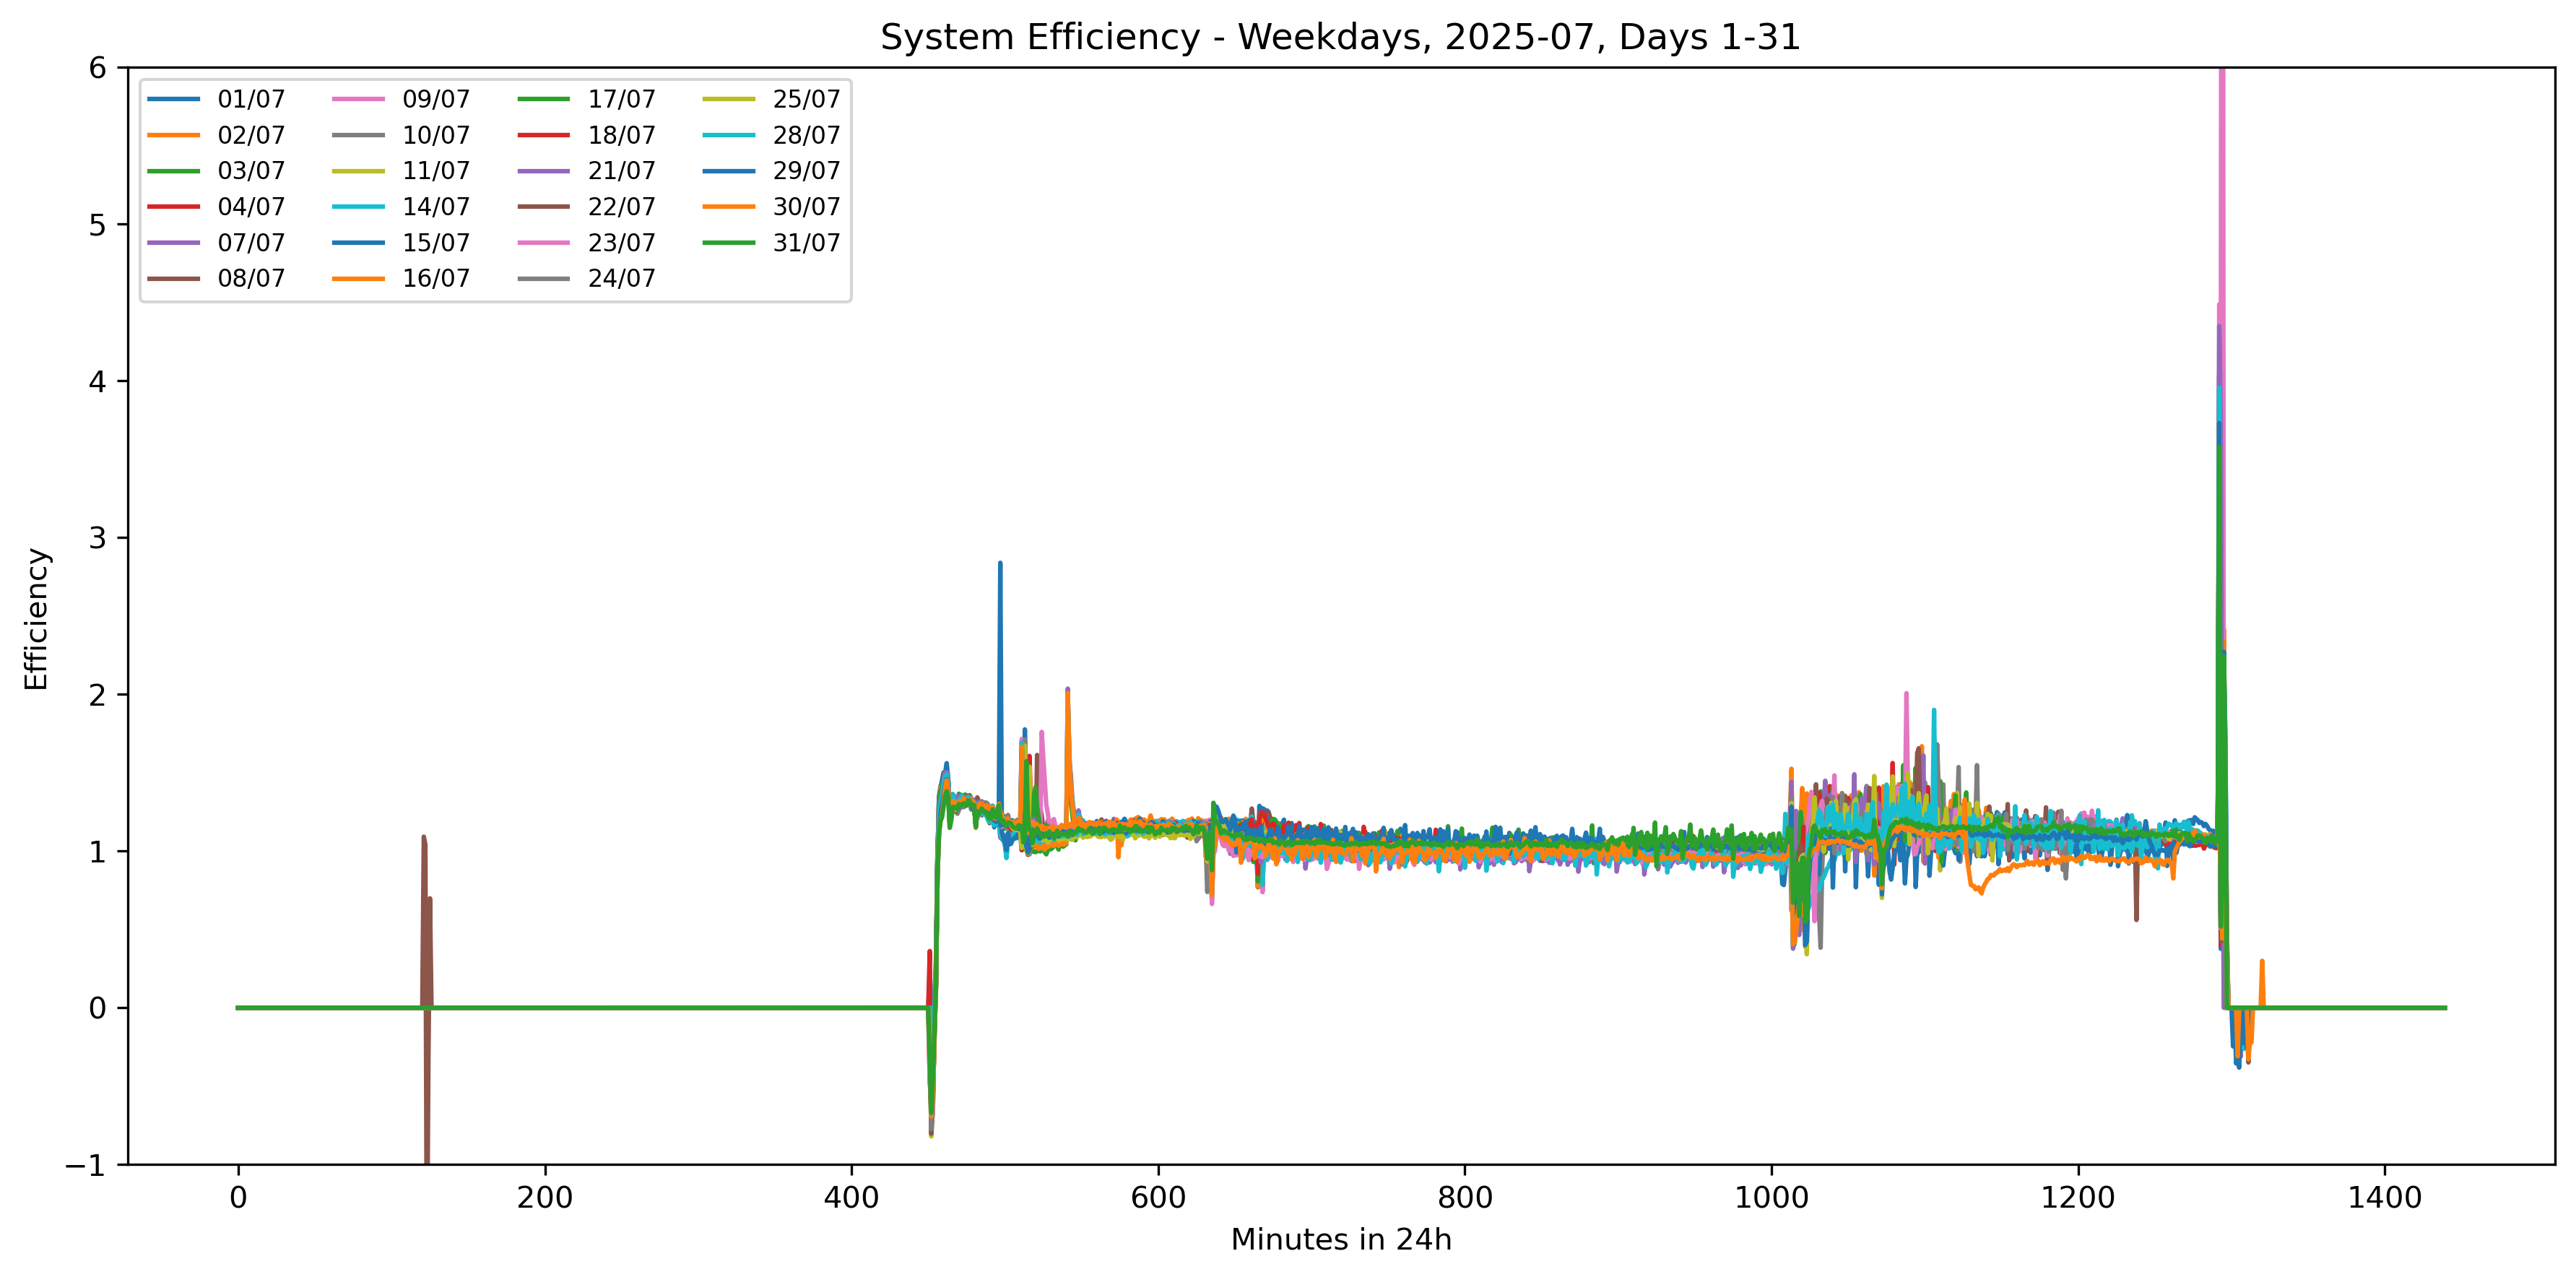 System Efficiency - Weekdays, 2025-07, Days 1-31
6
5
4
3
2
1
0
−1
Efficiency
01/07 09/07 17/07 25/07
02/07 10/07 18/07 28/07
03/07 11/07 21/07 29/07
04/07 14/07 22/07 30/07
07/07 15/07 23/07 31/07
08/07 16/07 24/07
0 200 400 600 800 1000 1200 1400
Minutes in 24h